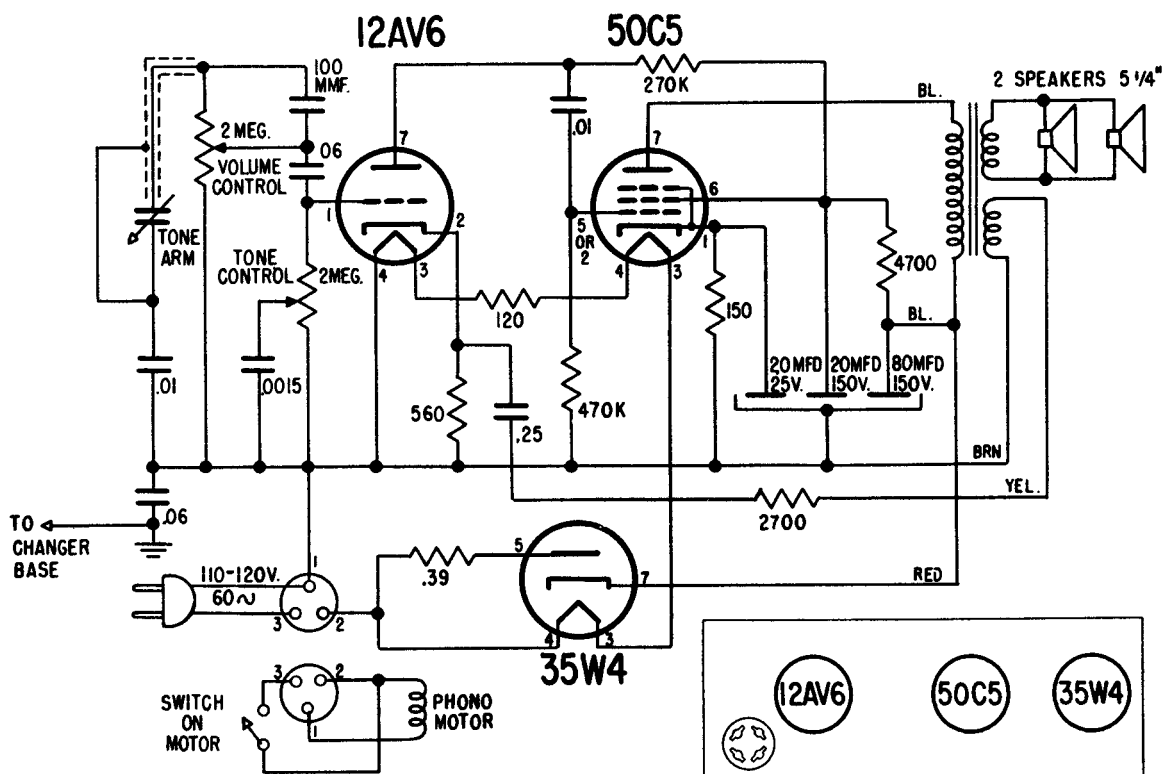 12AV6
50C5
100
MMF.
270K
BL.
2 SPEAKERS 5 1/4"
2 MEG.
VOLUME
CONTROL
.06
.01
7
7
1
2
6
5
OR
2
1
TONE
ARM
TONE
CONTROL
2MEG.
4
3
4
3
4700
120
150
BL.
.01
.0015
560
.25
470K
20MFD
25V.
20MFD
150V.
80MFD
150V.
BRN
YEL.
.06
2700
TO
CHANGER
BASE
1
5
.39
7
RED
110-120V.
60~
3
2
4
3
35W4
3
2
1
SWITCH
ON
MOTOR
PHONO
MOTOR
12AV6
50C5
35W4